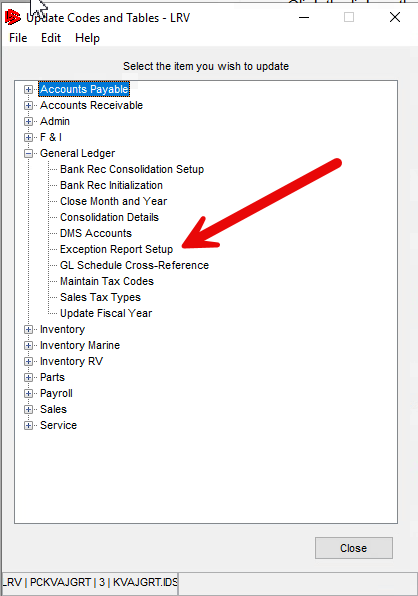 Update Codes and Tables - LRV
File Edit Help
Select the item you wish to update
Accounts Payable
Accounts Receivable
Admin
F & I
General Ledger
Bank Rec Consolidation Setup
Bank Rec Initialization
Close Month and Year
Consolidation Details
DMS Accounts
Exception Report Setup
GL Schedule Cross-Reference
Maintain Tax Codes
Sales Tax Types
Update Fiscal Year
Inventory
Inventory Marine
Inventory RV
Parts
Payroll
Sales
Service
Close
LRV | PCKVAJGRT | 3 | KVAJGRT.IDS